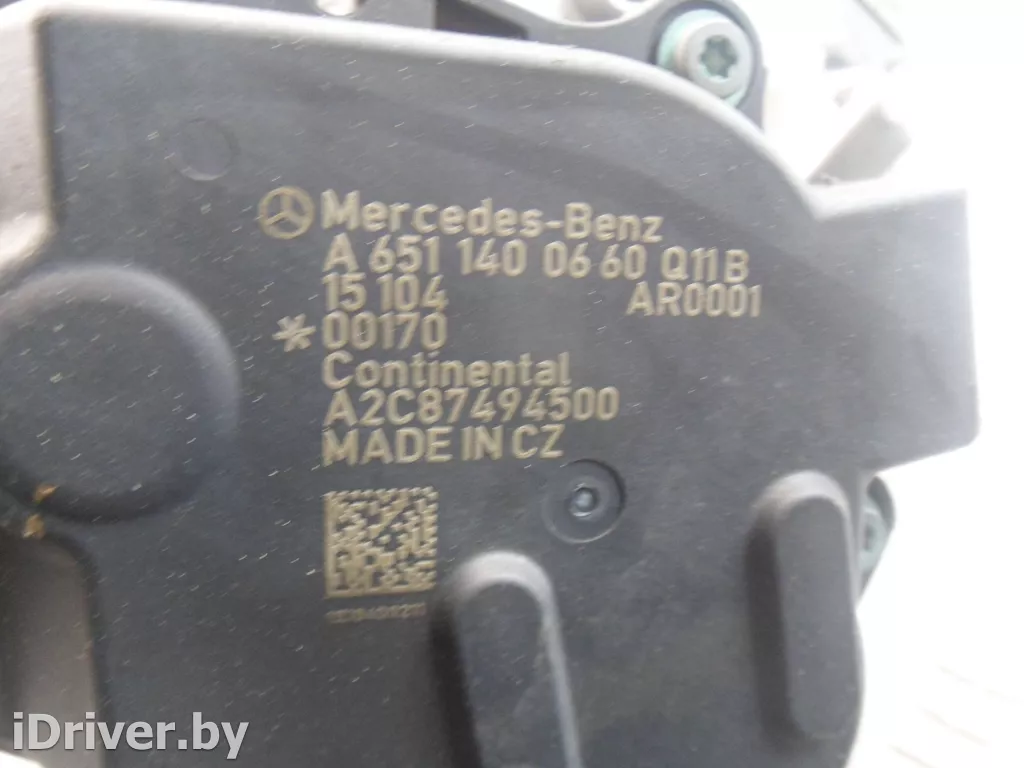 Mercedes-Benz
A 651 140 06 60 Q11B
15 104 AR0001
*00170
Continental
A2C87494500
MADE IN CZ
iDriver.by